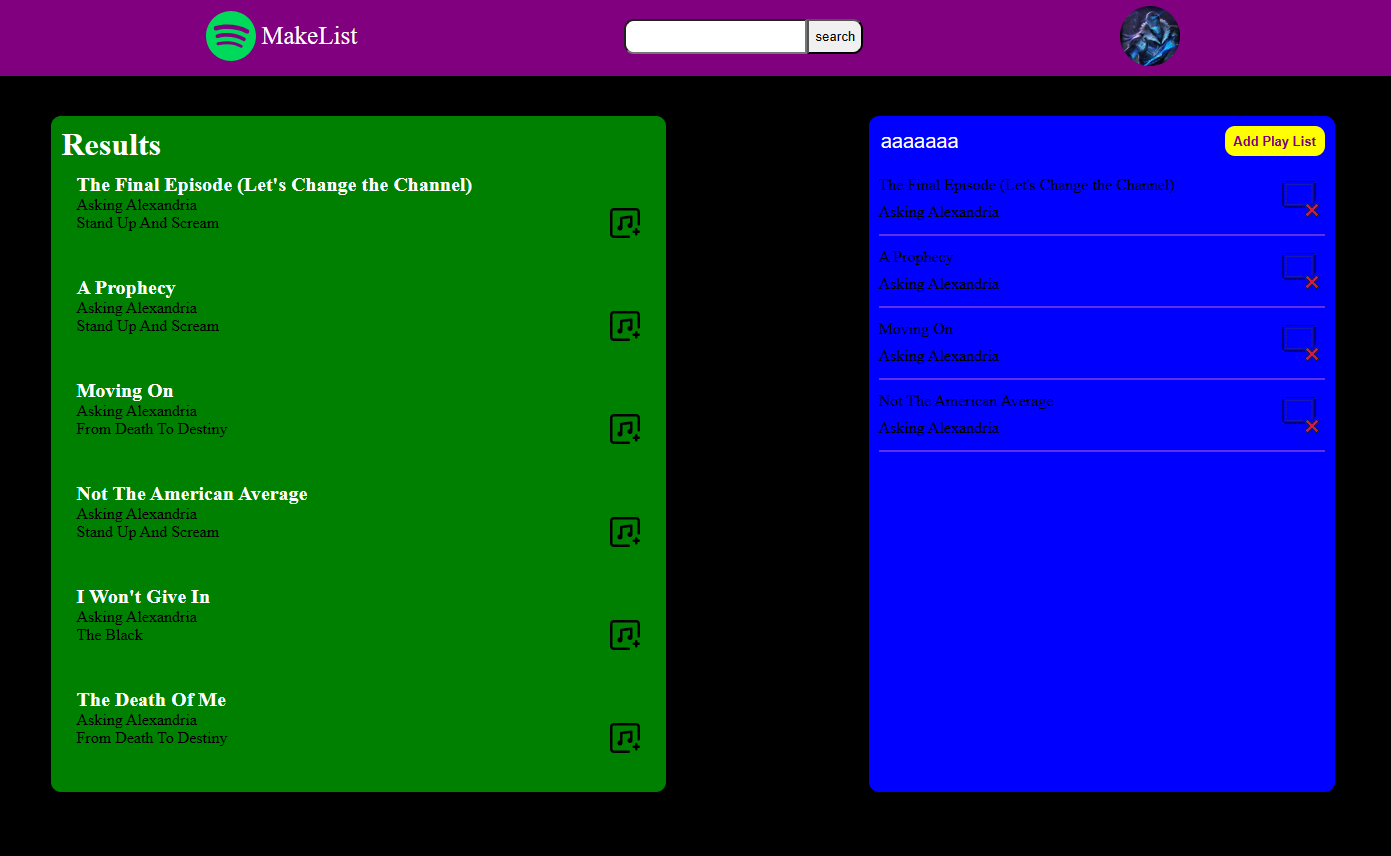 MakeList
search
Results
The Final Episode (Let's Change the Channel)
Asking Alexandria
Stand Up And Scream
A Prophecy
Asking Alexandria
Stand Up And Scream
Moving On
Asking Alexandria
From Death To Destiny
Not The American Average
Asking Alexandria
Stand Up And Scream
I Won't Give In
Asking Alexandria
The Black
The Death Of Me
Asking Alexandria
From Death To Destiny
aaaaaaa
Add Play List
The Final Episode (Let's Change the Channel)
Asking Alexandria
A Prophecy
Asking Alexandria
Moving On
Asking Alexandria
Not The American Average
Asking Alexandria